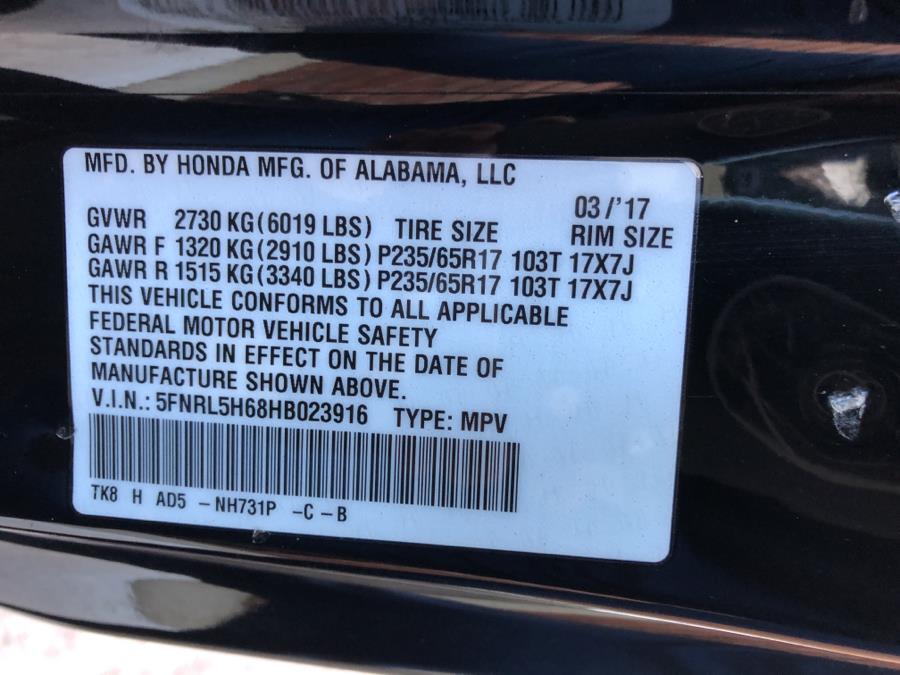 MFD. BY HONDA MFG. OF ALABAMA, LLC
03/'17
GVWR 2730 KG(6019 LBS) TIRE SIZE RIM SIZE
GAWR F 1320 KG(2910 LBS) P235/65R17 103T 17X7J
GAWR R 1515 KG(3340 LBS) P235/65R17 103T 17X7J
THIS VEHICLE CONFORMS TO ALL APPLICABLE
FEDERAL MOTOR VEHICLE SAFETY
STANDARDS IN EFFECT ON THE DATE OF
MANUFACTURE SHOWN ABOVE.
V.I.N.: 5FNRL5H68HB023916 TYPE: MPV
TK8 H AD5 -NH731P -C-B